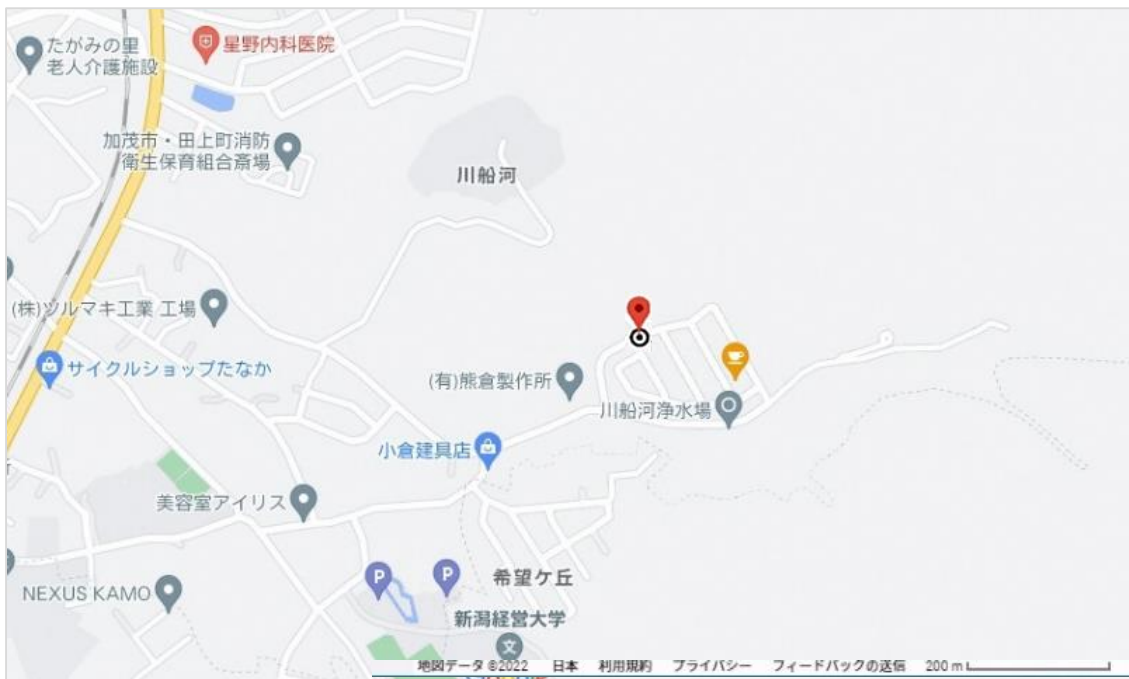 たがみの里
老人介護施設
星野内科医院
加茂市・田上町消防
衛生保育組合斎場
川船河
(株)ツルマキ工業 工場
サイクルショップたなか
(有)熊倉製作所
川船河浄水場
小倉建具店
美容室アイリス
P
P
希望ケ丘
NEXUS KAMO
新潟経営大学
文
地図データ ©2022 日本 利用規約 プライバシー フィードバックの送信 200 m